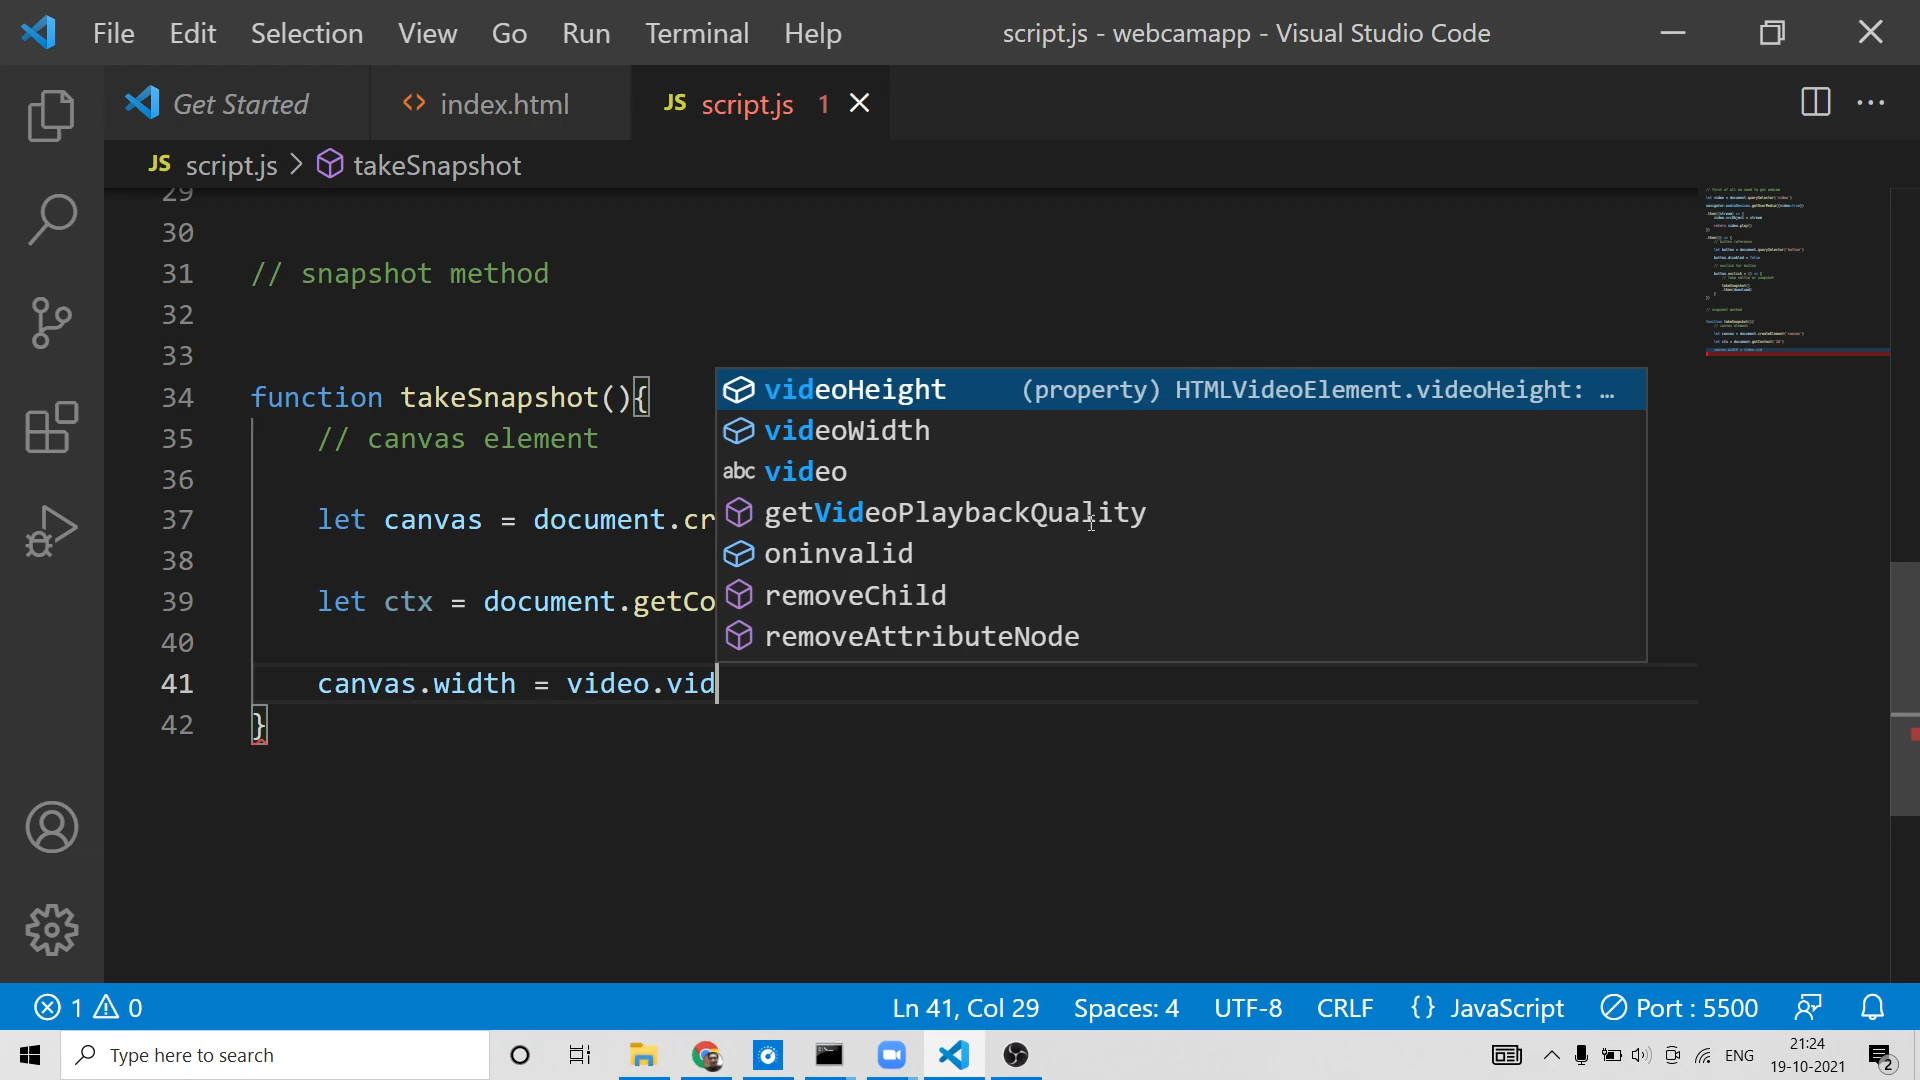 File Edit Selection View Go Run Terminal Help script.js - webcamapp - Visual Studio Code
Get Started <> index.html JS script.js 1
JS script.js > takeSnapshot
29
30
31 // snapshot method
32
33
34 function takeSnapshot(){
35 // canvas element
36
37 let canvas = document.cr
38
39 let ctx = document.getCo
40
41 canvas.width = video.vid
42 }
videoHeight (property) HTMLVideoElement.videoHeight: …
videoWidth
abc video
getVideoPlaybackQuality
oninvalid
removeChild
removeAttributeNode
1 0 Ln 41, Col 29 Spaces: 4 UTF-8 CRLF {} JavaScript Port : 5500
Type here to search ENG 21:24
19-10-2021 2